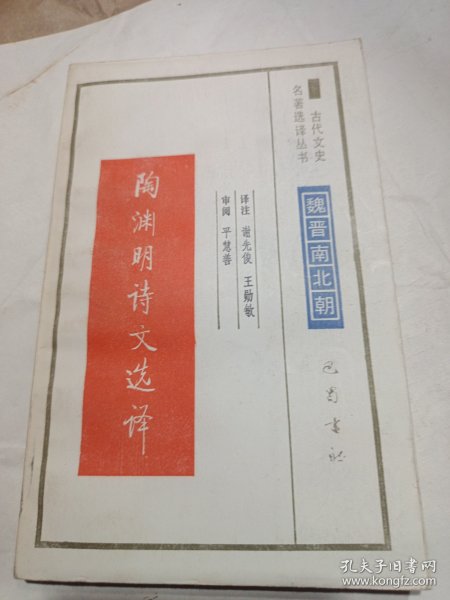 古代文史
名著选译丛书
魏晋南北朝
译注 谢先俊 王勋敏
审阅 平慧善
陶渊明诗文选译
巴蜀书社
孔夫子旧书网
www.kongfz.com